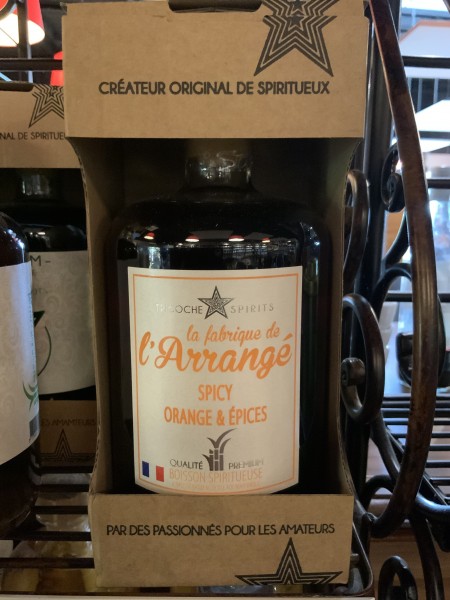 CRÉATEUR ORIGINAL DE SPIRITUEUX
SPIRITS
la fabrique de
l'Arrangé
SPICY
ORANGE & ÉPICES
QUALITÉ PREMIUM
BOISSON SPIRITUEUSE
PAR DES PASSIONNÉS POUR LES AMATEURS